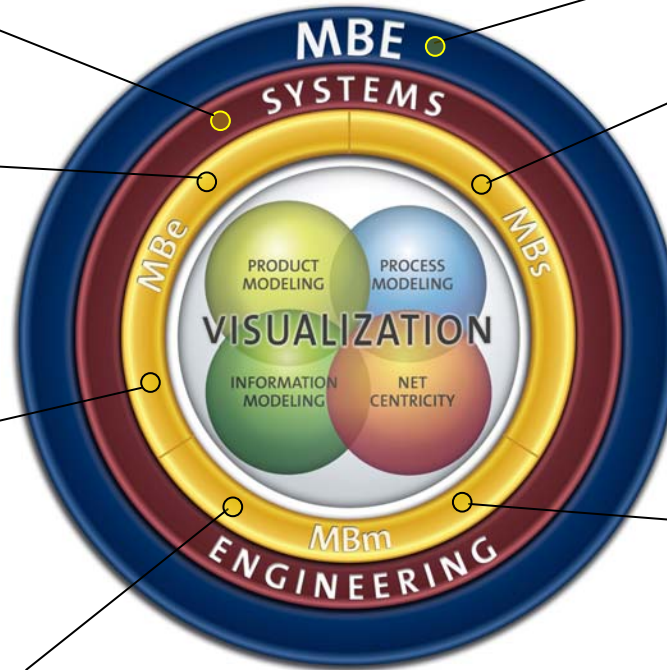 MBE
SYSTEMS
MBe
MBs
PRODUCT
MODELING
PROCESS
MODELING
VISUALIZATION
INFORMATION
MODELING
NET
CENTRICITY
MBm
ENGINEERING